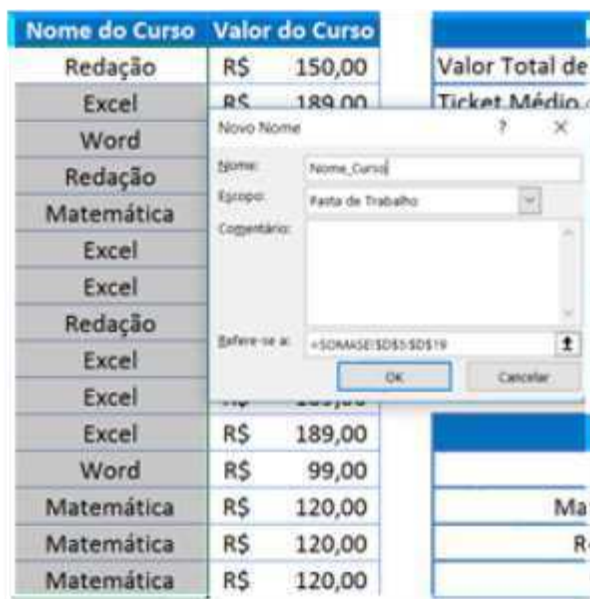 Nome do Curso Valor do Curso
Redação R$ 150,00 Valor Total de
Excel R$ 189,00 Ticket Médio
Word
Redação
Matemática
Excel
Excel
Redação
Excel
Excel
Excel R$ 189,00
Word R$ 99,00
Matemática R$ 120,00 Ma
Matemática R$ 120,00 R
Matemática R$ 120,00
Novo Nome ? ×
Nome: Nome_Curso
Escopo: Pasta de Trabalho
Comentário:
Refere-se a: =SOMASE!$D$5:$D$19
OK Cancelar